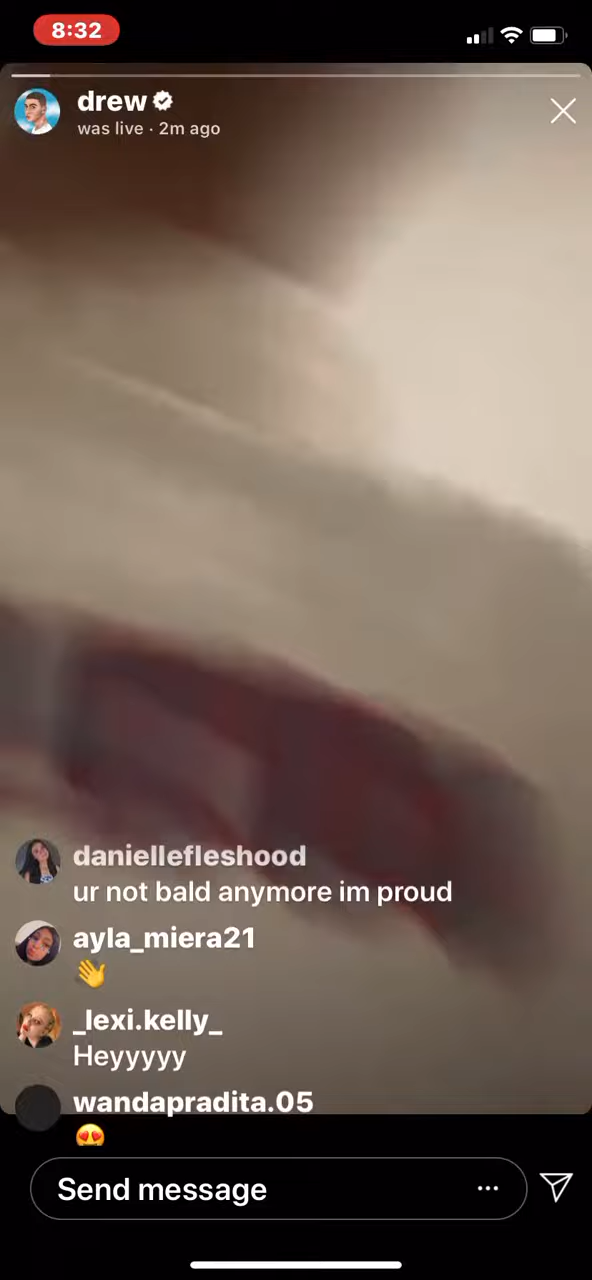 8:32
drew
was live · 2m ago
daniellefleshood
ur not bald anymore im proud
ayla_miera21
👋
_lexi.kelly_
Heyyyyy
wandapradita.05
😍
Send message